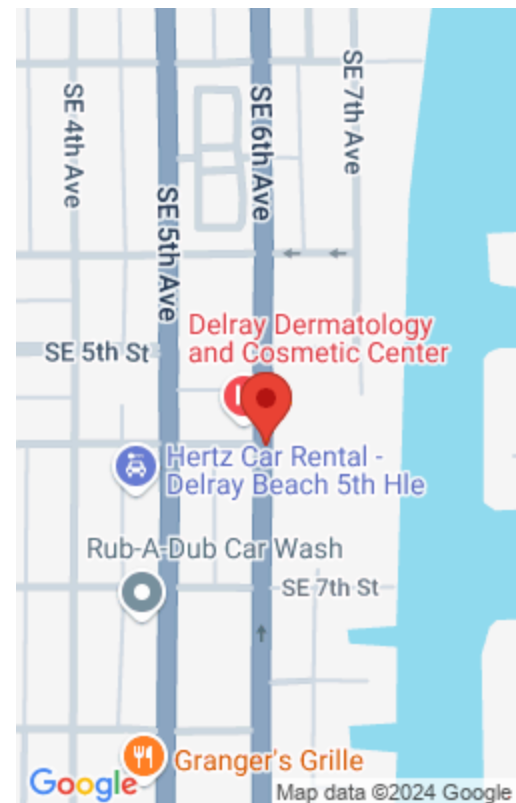 SE 4th Ave
SE 6th Ave
SE 7th Ave
SE 5th Ave
Delray Dermatology
and Cosmetic Center
SE 5th St
Hertz Car Rental -
Delray Beach 5th Hle
Rub-A-Dub Car Wash
SE 7th St
Granger's Grille
Google
Map data ©2024 Google